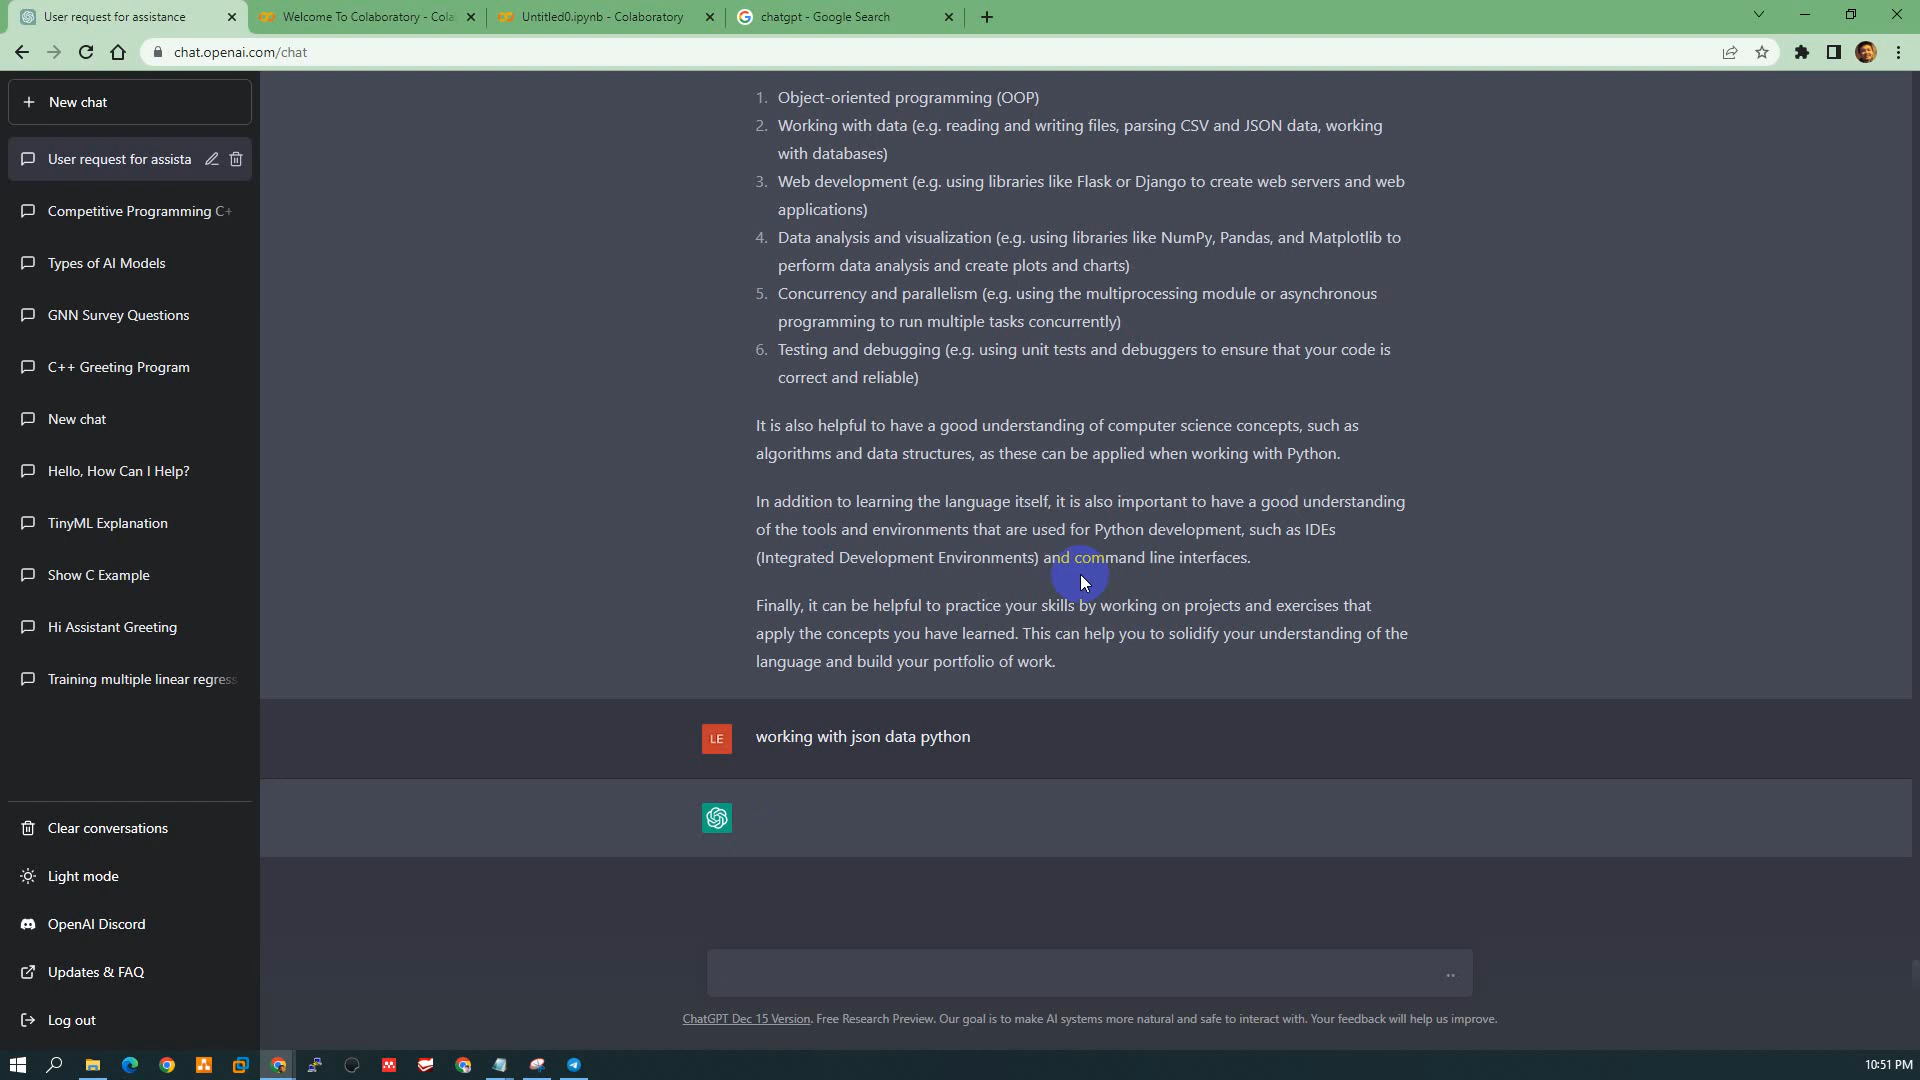 User request for assistance
Welcome To Colaboratory - Cola
Untitled0.ipynb - Colaboratory
chatgpt - Google Search
chat.openai.com/chat
New chat
User request for assista
Competitive Programming C+
Types of AI Models
GNN Survey Questions
C++ Greeting Program
New chat
Hello, How Can I Help?
TinyML Explanation
Show C Example
Hi Assistant Greeting
Training multiple linear regress
Clear conversations
Light mode
OpenAI Discord
Updates & FAQ
Log out
1. Object-oriented programming (OOP)
2. Working with data (e.g. reading and writing files, parsing CSV and JSON data, working
with databases)
3. Web development (e.g. using libraries like Flask or Django to create web servers and web
applications)
4. Data analysis and visualization (e.g. using libraries like NumPy, Pandas, and Matplotlib to
perform data analysis and create plots and charts)
5. Concurrency and parallelism (e.g. using the multiprocessing module or asynchronous
programming to run multiple tasks concurrently)
6. Testing and debugging (e.g. using unit tests and debuggers to ensure that your code is
correct and reliable)
It is also helpful to have a good understanding of computer science concepts, such as
algorithms and data structures, as these can be applied when working with Python.
In addition to learning the language itself, it is also important to have a good understanding
of the tools and environments that are used for Python development, such as IDEs
(Integrated Development Environments) and command line interfaces.
Finally, it can be helpful to practice your skills by working on projects and exercises that
apply the concepts you have learned. This can help you to solidify your understanding of the
language and build your portfolio of work.
LE
working with json data python
ChatGPT Dec 15 Version. Free Research Preview. Our goal is to make AI systems more natural and safe to interact with. Your feedback will help us improve.
10:51 PM